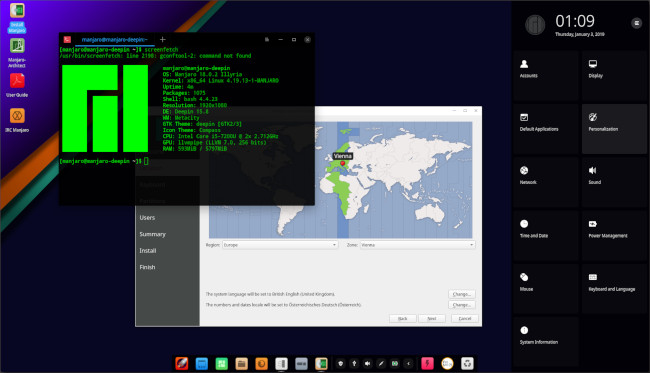 Install Manjaro
Manjaro-Architect
User Guide
IRC Manjaro
manjaro@manjaro-deepin:~
[manjaro@manjaro-deepin ~]$ screenfetch
/usr/bin/screenfetch: line 2190: gconftool-2: command not found
manjaro@manjaro-deepin
OS: Manjaro 18.0.2 Illyria
Kernel: x86_64 Linux 4.19.13-1-MANJARO
Uptime: 4m
Packages: 1075
Shell: bash 4.4.23
Resolution: 1920x1080
DE: Deepin 15.8
WM: Metacity
GTK Theme: deepin [GTK2/3]
Icon Theme: Compass
CPU: Intel Core i5-7200U @ 2x 2.712GHz
GPU: llvmpipe (LLVM 7.0, 256 bits)
[manjaro@manjaro-deepin ~]$
Vienna
Users
Summary
Install
Finish
Region: Europe
Zone: Vienna
The system language will be set to British English (United Kingdom).
Change...
The numbers and dates locale will be set to Österreichisches Deutsch (Österreich).
Change...
Back
Next
Cancel
01:09
Thursday, January 3, 2019
Accounts
Display
Default Applications
Personalization
Network
Sound
Time and Date
Power Management
Mouse
Keyboard and Language
System Information